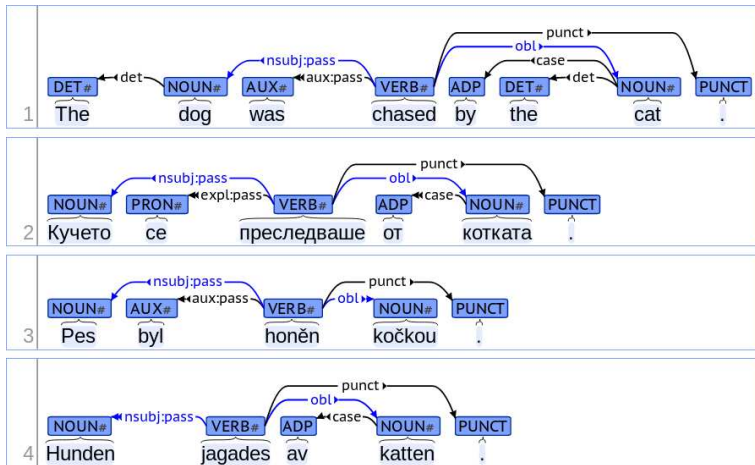 punct
obl
nsubj:pass case
det aux:pass det
DET# NOUN# AUX# VERB# ADP DET# NOUN# PUNCT
1 The dog was chased by the cat .
punct
nsubj:pass obl
expl:pass case
NOUN# PRON# VERB# ADP NOUN# PUNCT
2 Кучето се преследваше от котката .
nsubj:pass punct
aux:pass obl
NOUN# AUX# VERB# NOUN# PUNCT
3 Pes byl honěn kočkou .
punct
obl
nsubj:pass case
NOUN# VERB# ADP NOUN# PUNCT
4 Hunden jagades av katten .